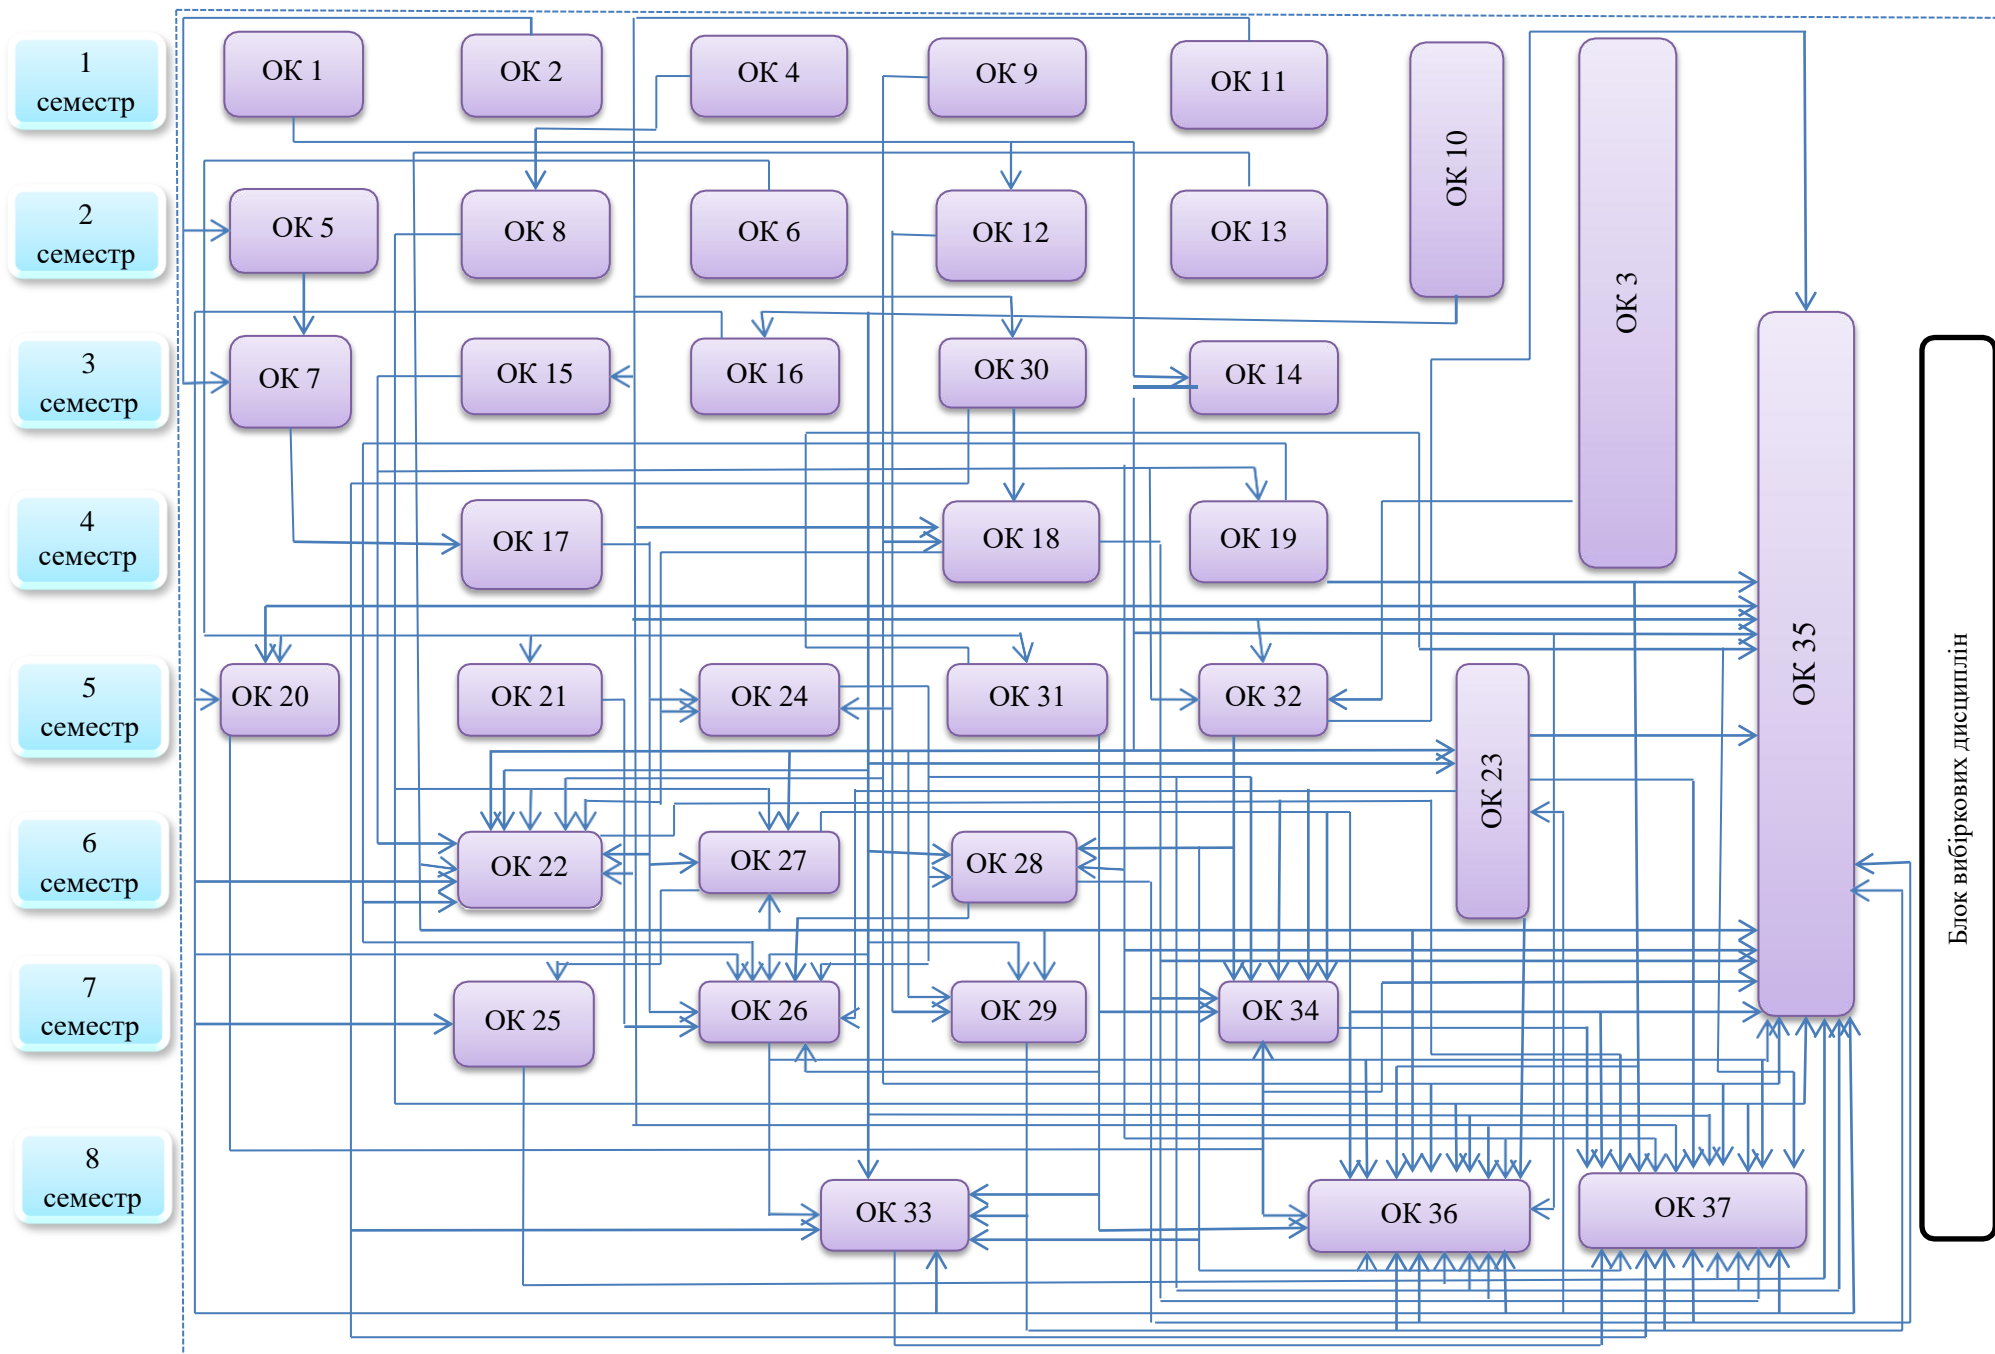 1
семестр
ОК 1
ОК 2
ОК 4
ОК 9
ОК 11
ОК 10
ОК 3
2
семестр
ОК 5
ОК 8
ОК 6
ОК 12
ОК 13
3
семестр
ОК 7
ОК 15
ОК 16
ОК 30
ОК 14
4
семестр
ОК 17
ОК 18
ОК 19
ОК 35
Блок вибіркових дисциплін
5
семестр
ОК 20
ОК 21
ОК 24
ОК 31
ОК 32
ОК 23
6
семестр
ОК 22
ОК 27
ОК 28
7
семестр
ОК 25
ОК 26
ОК 29
ОК 34
8
семестр
ОК 33
ОК 36
ОК 37